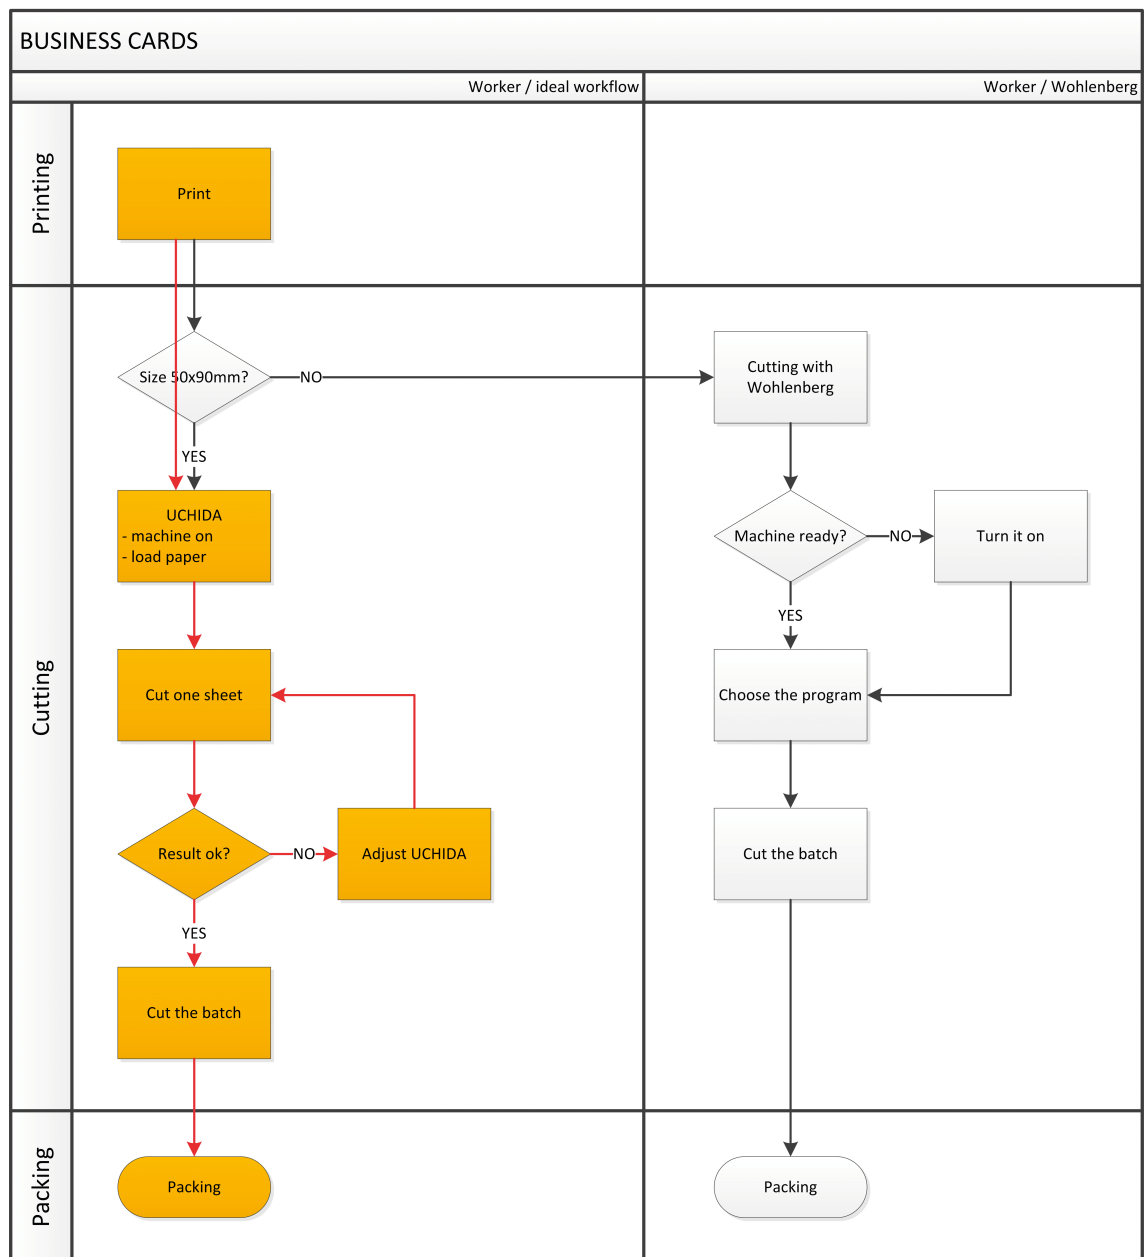 BUSINESS CARDS
Worker / ideal workflow
Worker / Wohlenberg
Printing
Print
Cutting
Size 50x90mm?
NO
Cutting with
Wohlenberg
YES
UCHIDA
- machine on
- load paper
Machine ready?
NO
Turn it on
YES
Cut one sheet
Choose the program
Result ok?
NO
Adjust UCHIDA
Cut the batch
YES
Cut the batch
Packing
Packing
Packing